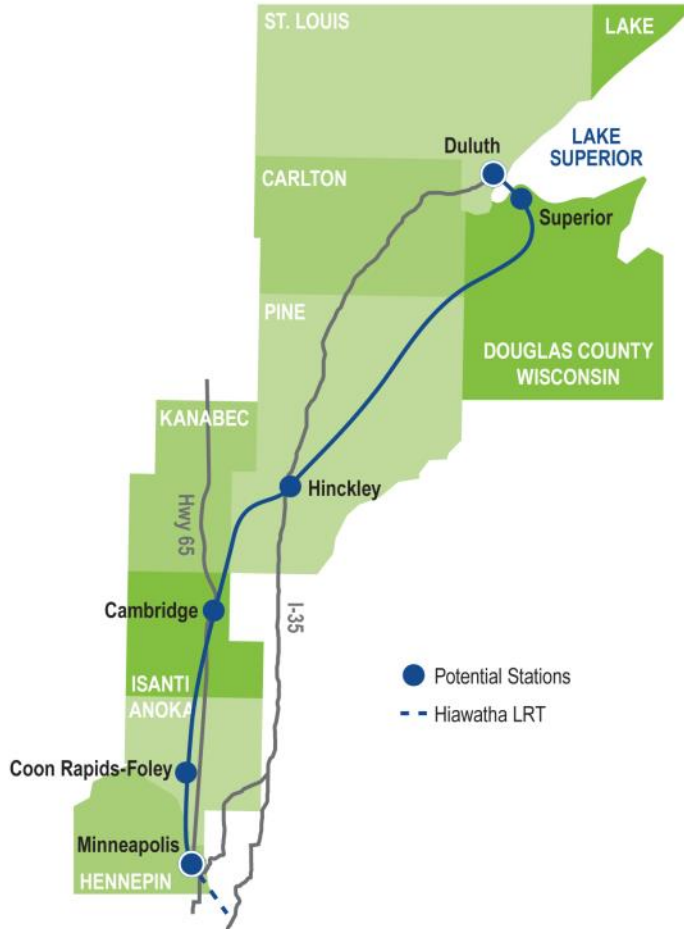 ST. LOUIS
LAKE
Duluth
LAKE
SUPERIOR
CARLTON
Superior
PINE
DOUGLAS COUNTY
WISCONSIN
KANABEC
Hwy 65
Hinckley
Cambridge
I-35
ISANTI
ANOKA
Potential Stations
Hiawatha LRT
Coon Rapids-Foley
Minneapolis
HENNEPIN